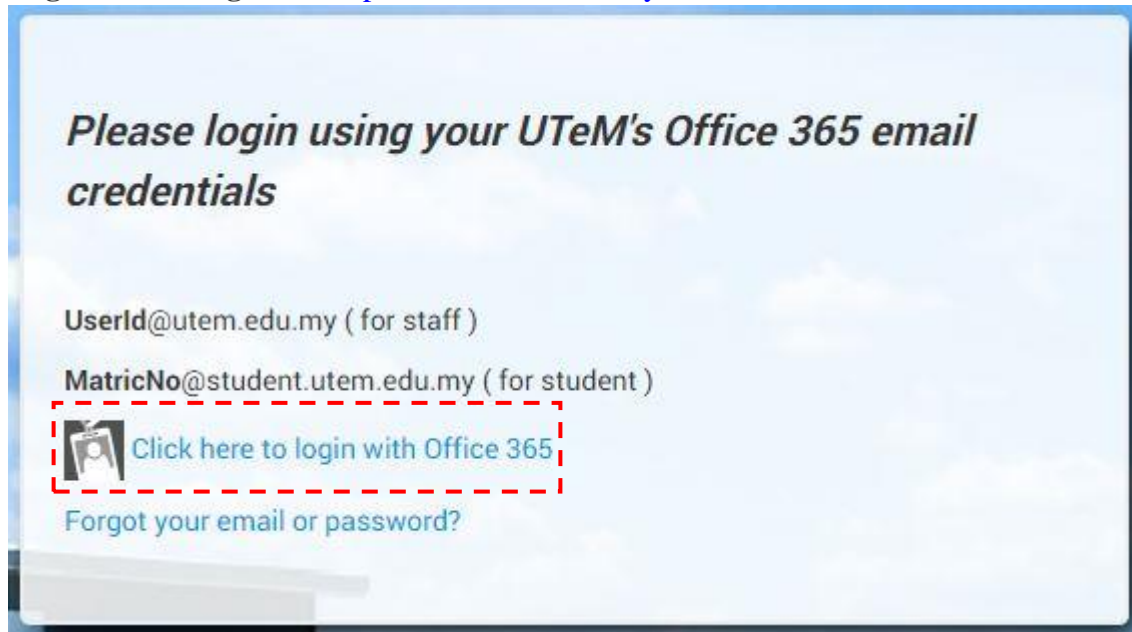 Please login using your UTeM's Office 365 email
credentials
UserId@utem.edu.my ( for staff )
MatricNo@student.utem.edu.my ( for student )
Click here to login with Office 365
Forgot your email or password?